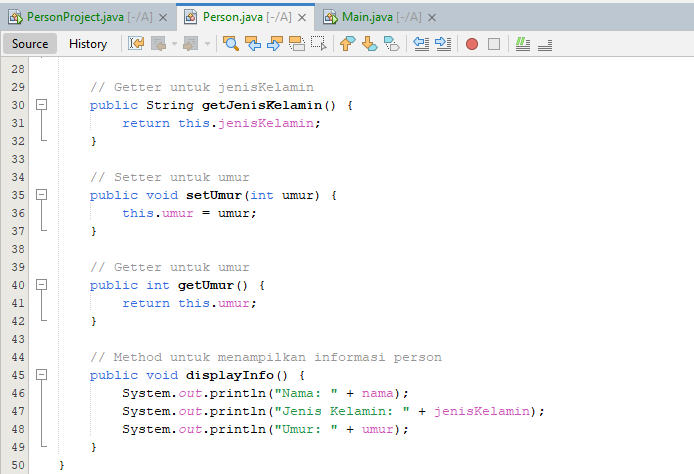 PersonProject.java [-/A] Person.java [-/A] Main.java [-/A]
Source History
28
29 // Getter untuk jenisKelamin
30 public String getJenisKelamin() {
31 return this.jenisKelamin;
32 }
33
34 // Setter untuk umur
35 public void setUmur(int umur) {
36 this.umur = umur;
37 }
38
39 // Getter untuk umur
40 public int getUmur() {
41 return this.umur;
42 }
43
44 // Method untuk menampilkan informasi person
45 public void displayInfo() {
46 System.out.println("Nama: " + nama);
47 System.out.println("Jenis Kelamin: " + jenisKelamin);
48 System.out.println("Umur: " + umur);
49 }
50 }